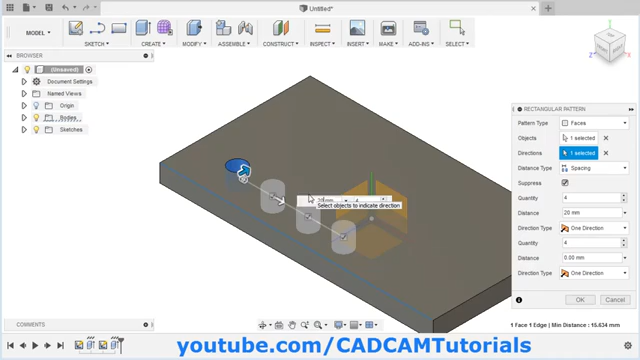 Untitled*
MODEL
SKETCH
CREATE
MODIFY
ASSEMBLE
CONSTRUCT
INSPECT
INSERT
MAKE
ADD-INS
SELECT
BROWSER
(Unsaved)
Document Settings
Named Views
Origin
Bodies
Sketches
RECTANGULAR PATTERN
Pattern Type
Faces
Objects
1 selected
Directions
1 selected
Distance Type
Spacing
Suppress
Quantity
4
Distance
20 mm
Direction Type
One Direction
Quantity
4
Distance
0.00 mm
Direction Type
One Direction
OK
Cancel
20 mm
4
Select objects to indicate direction
COMMENTS
1 Face 1 Edge | Min Distance : 15.634 mm
youtube.com/CADCAMTutorials